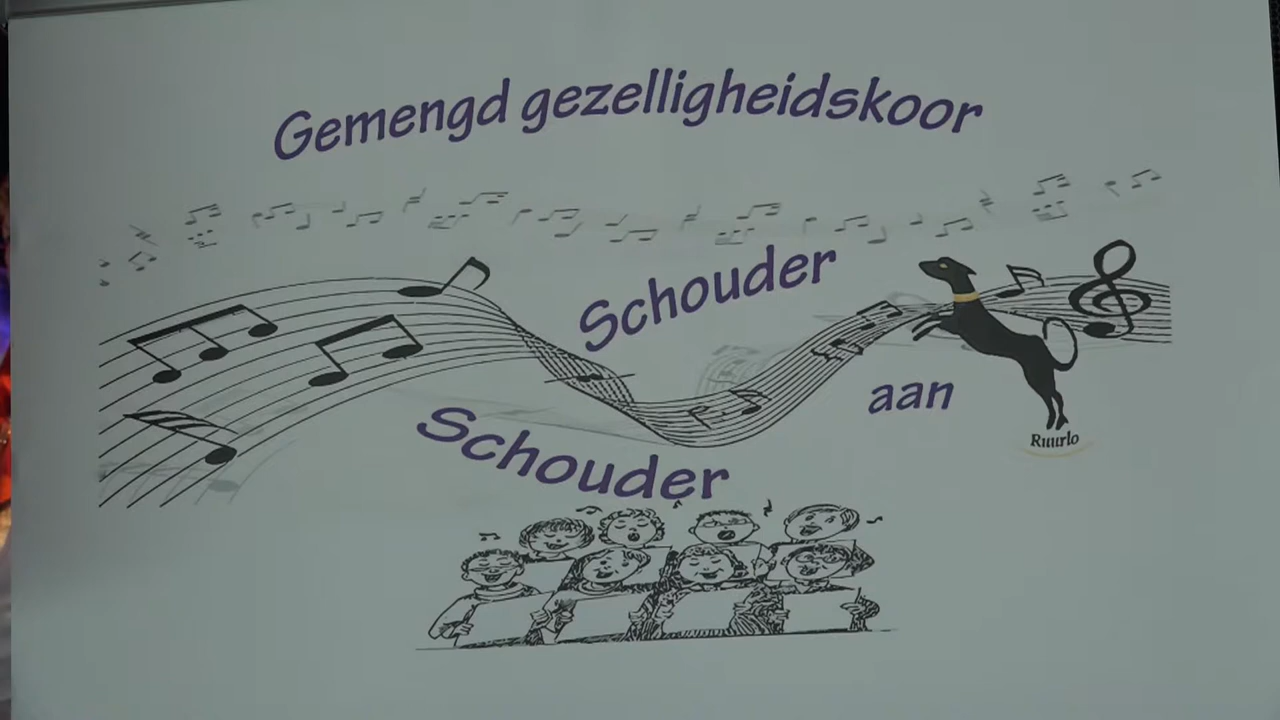 Gemengd gezelligheidskoor
Schouder
aan
Schouder
Ruurlo